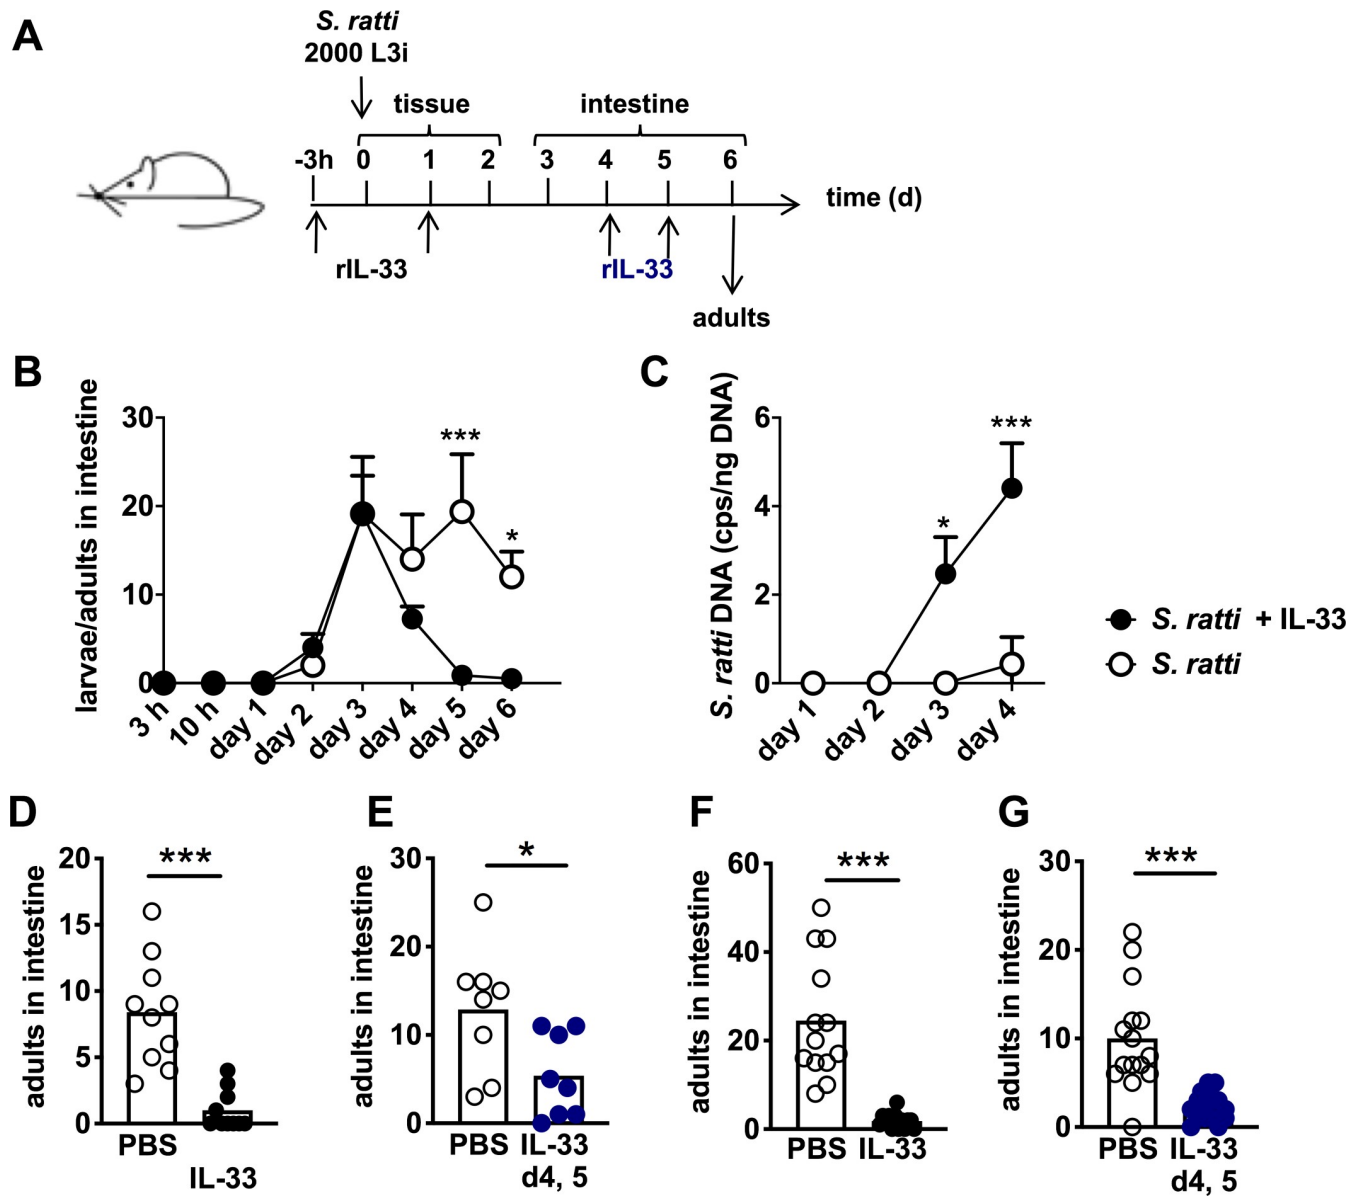 A
S. ratti
2000 L3i
tissue
intestine
-3h 0 1 2 3 4 5 6
time (d)
rIL-33
rIL-33
adults
B
larvae/adults in intestine
30
20
10
0
***
*
3 h
10 h
day 1
day 2
day 3
day 4
day 5
day 6
C
S. ratti DNA (cps/ng DNA)
6
4
2
0
*
***
day 1
day 2
day 3
day 4
S. ratti + IL-33
S. ratti
D
adults in intestine
20
15
10
5
0
***
PBS
IL-33
E
adults in intestine
30
20
10
0
*
PBS IL-33
d4, 5
F
adults in intestine
60
40
20
0
***
PBS IL-33
G
adults in intestine
30
20
10
0
***
PBS IL-33
d4, 5